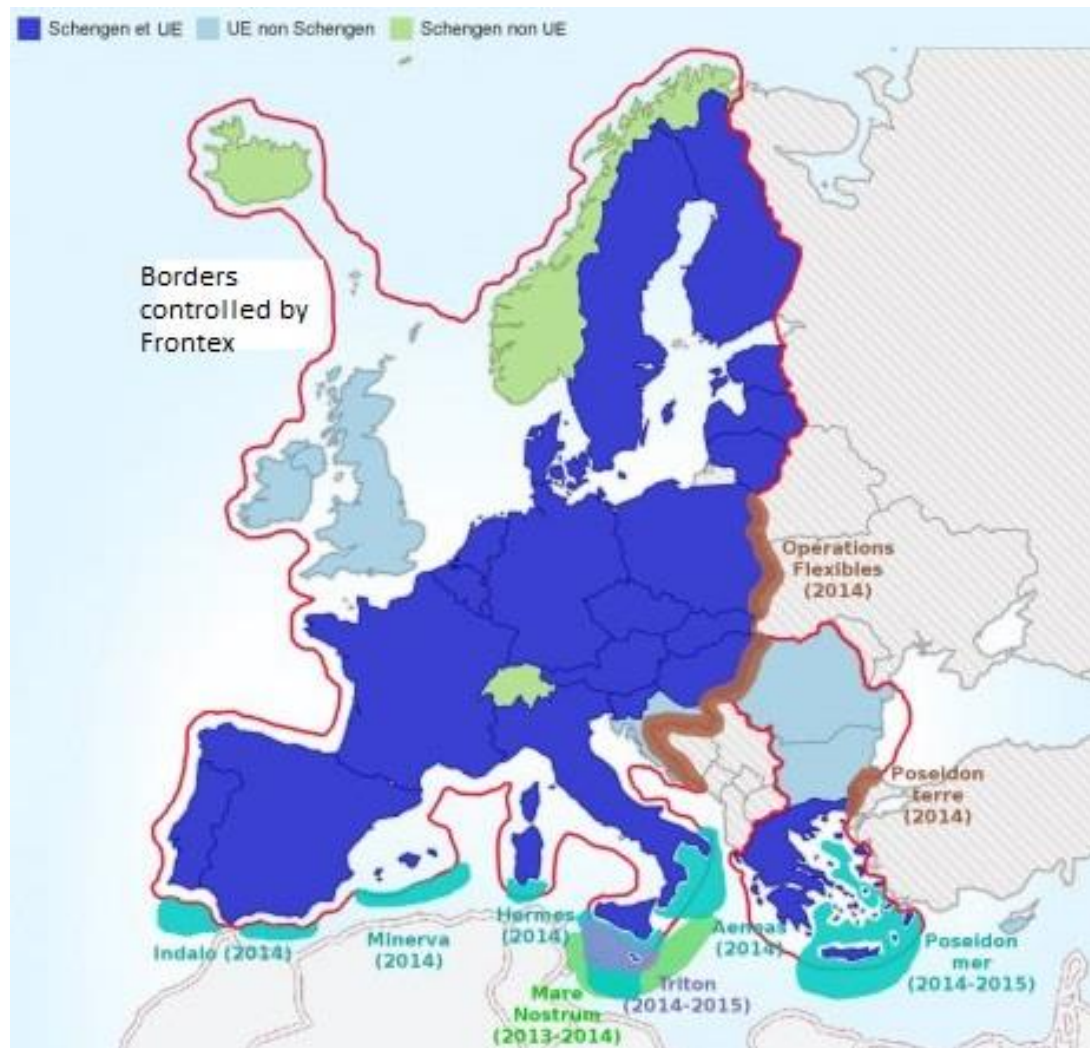 Schengen et UE
UE non Schengen
Schengen non UE
Borders
controlled by
Frontex
Opérations
Flexibles
(2014)
Poseidon
terre
(2014)
Indalo (2014)
Minerva
(2014)
Hermes
(2014)
Aeneas
(2014)
Poseidon
mer
(2014-2015)
Triton
(2014-2015)
Mare
Nostrum
(2013-2014)